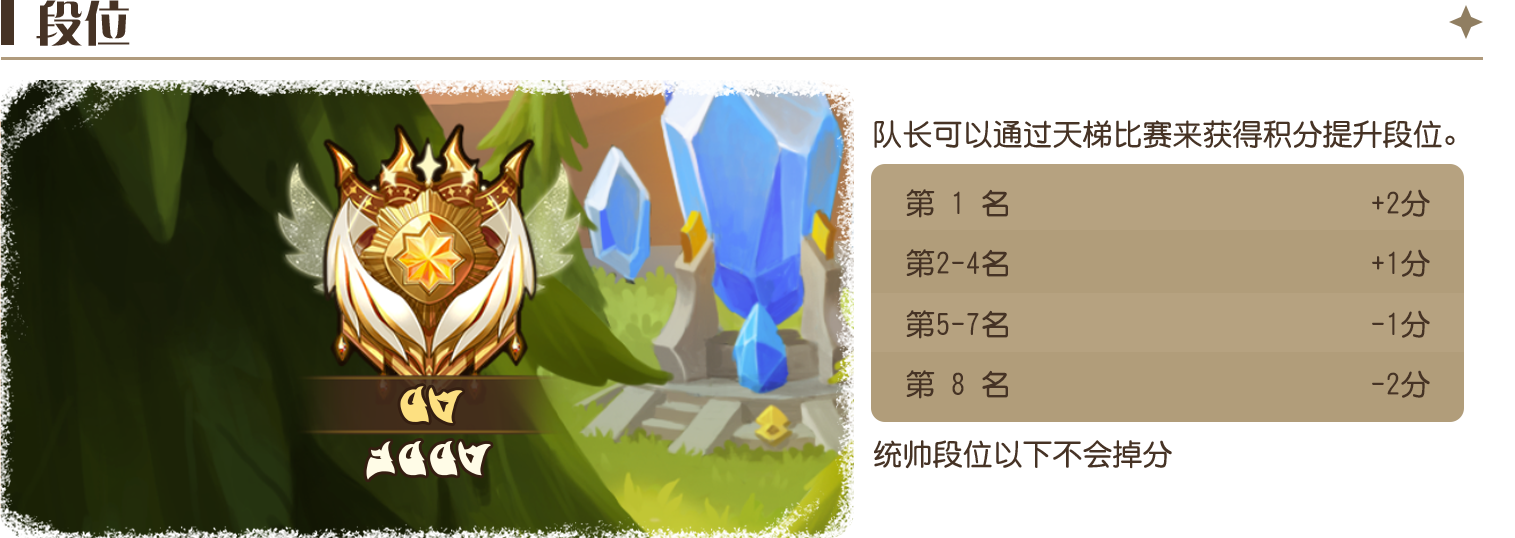 段位
队长可以通过天梯比赛来获得积分提升段位。
第 1 名 +2分
第2-4名 +1分
第5-7名 -1分
第 8 名 -2分
统帅段位以下不会掉分